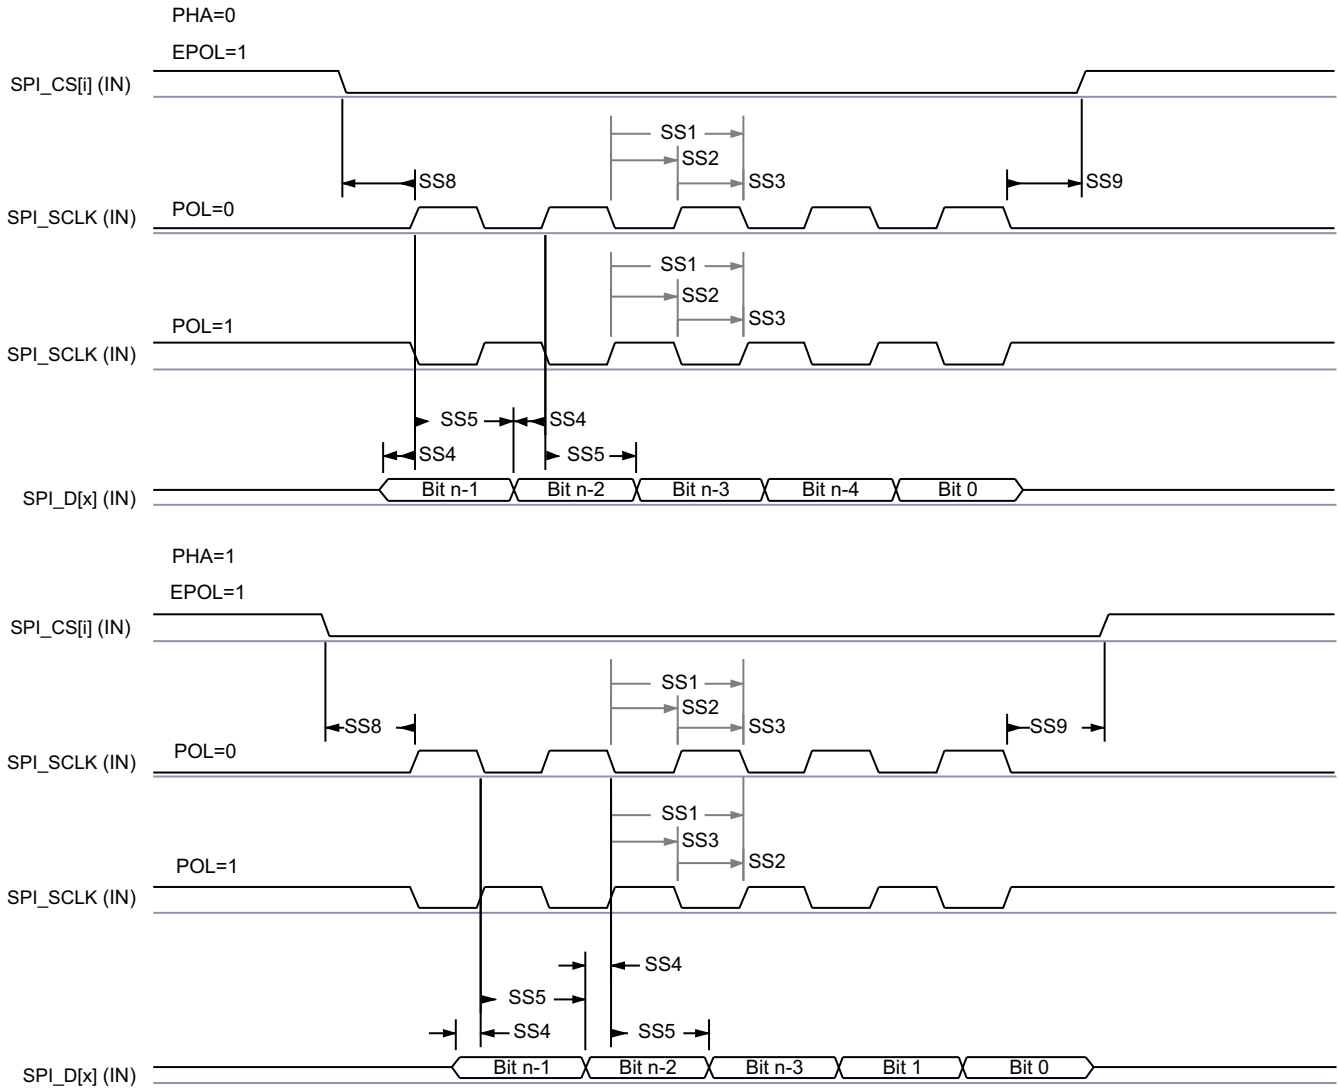 PHA=0
EPOL=1
SPI_CS[i] (IN)
SS1
SS2
SS8
SS3
SS9
POL=0
SPI_SCLK (IN)
SS1
SS2
SS3
POL=1
SPI_SCLK (IN)
SS5
SS4
SS4
SS5
SPI_D[x] (IN)
Bit n-1
Bit n-2
Bit n-3
Bit n-4
Bit 0
PHA=1
EPOL=1
SPI_CS[i] (IN)
SS1
SS2
SS8
SS3
SS9
POL=0
SPI_SCLK (IN)
SS1
SS3
SS2
POL=1
SPI_SCLK (IN)
SS4
SS5
SS4
SS5
SPI_D[x] (IN)
Bit n-1
Bit n-2
Bit n-3
Bit 1
Bit 0